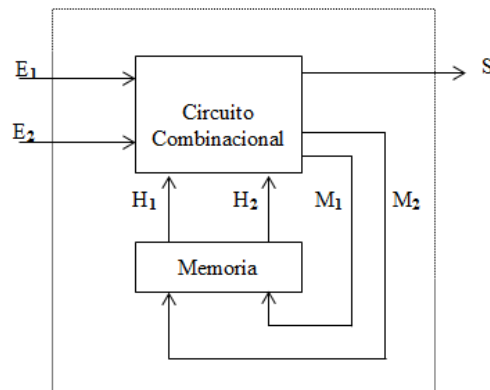 E₁
S
Circuito
Combinacional
E₂
H₁ H₂ M₁ M₂
Memoria